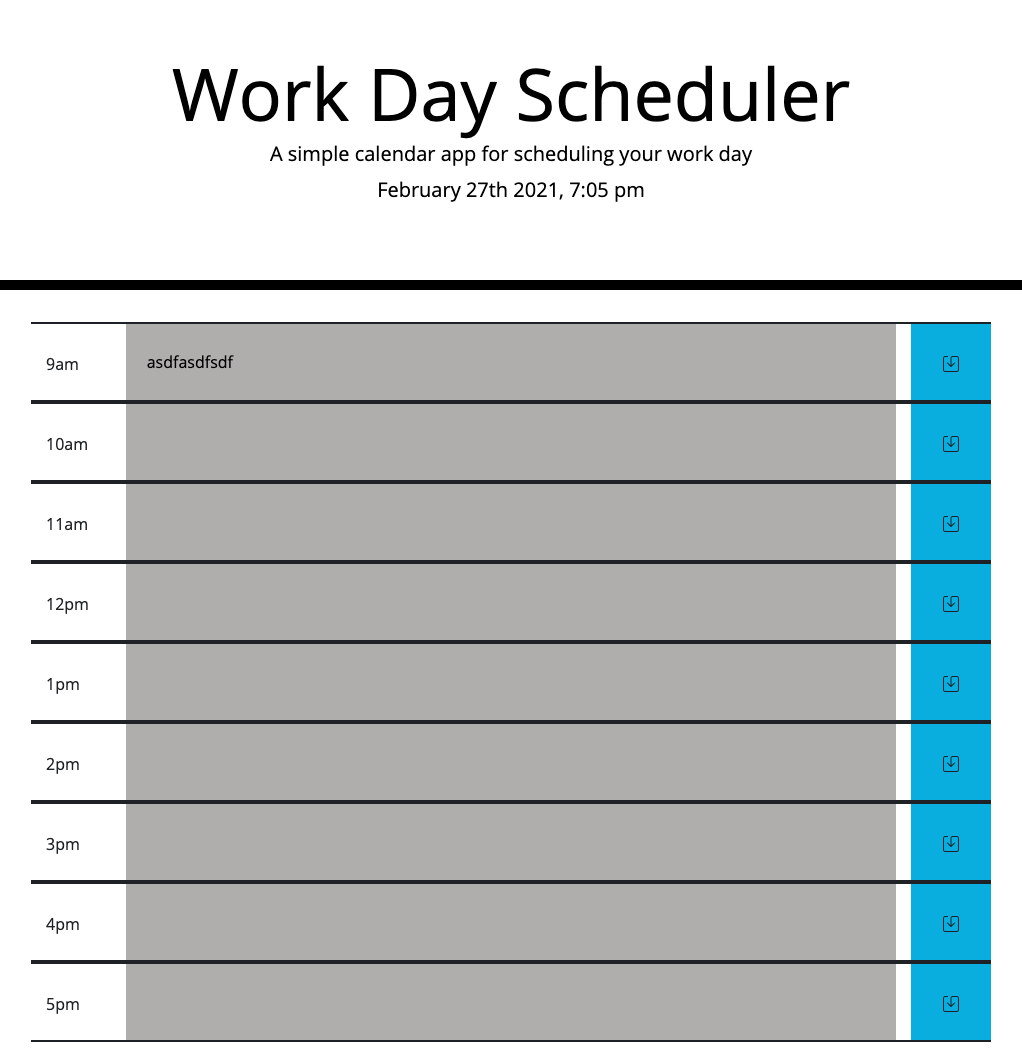 Work Day Scheduler
A simple calendar app for scheduling your work day
February 27th 2021, 7:05 pm
9am asdfasdfsdf
10am
11am
12pm
1pm
2pm
3pm
4pm
5pm